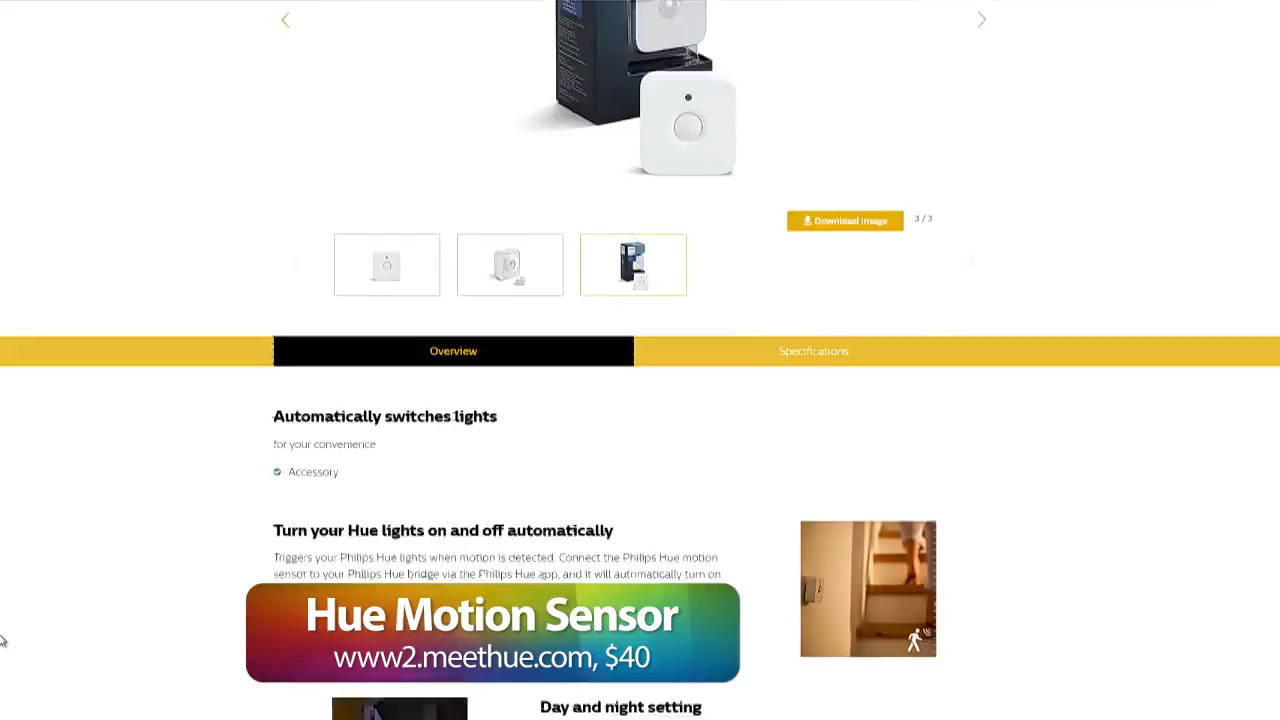 Download image
3 / 3
Overview
Specifications
Automatically switches lights
for your convenience
Accessory
Turn your Hue lights on and off automatically
Triggers your Philips Hue lights when motion is detected. Connect the Philips Hue motion
sensor to your Philips Hue bridge via the Philips Hue app, and it will automatically turn on
Hue Motion Sensor
www2.meethue.com, $40
Day and night setting